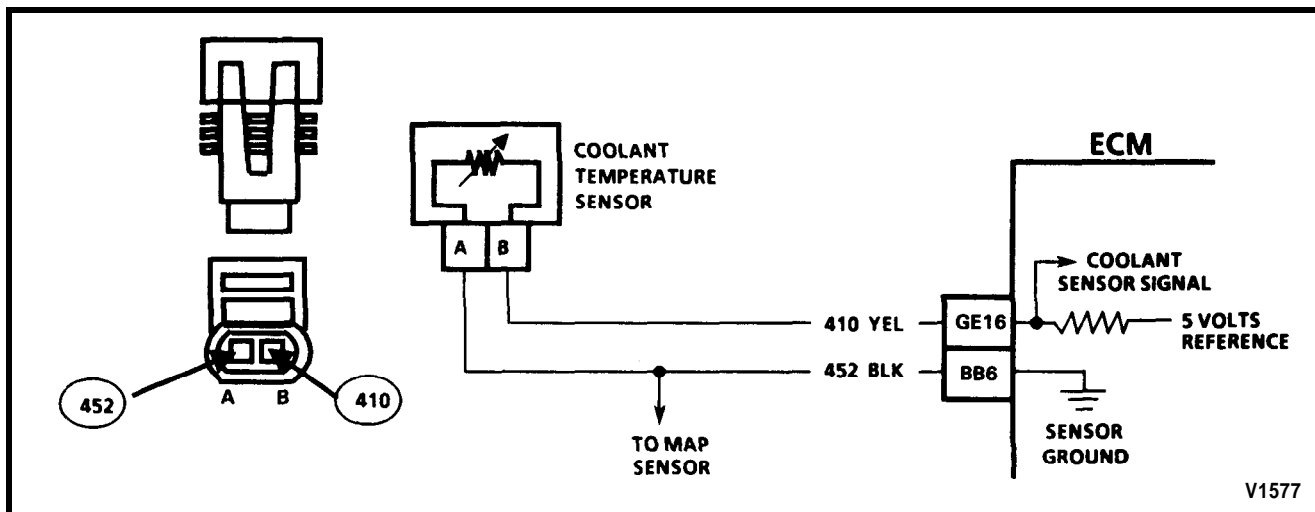 452
A B
410
COOLANT
TEMPERATURE
SENSOR
A B
410 YEL
452 BLK
TO MAP
SENSOR
ECM
GE16
BB6
COOLANT
SENSOR SIGNAL
5 VOLTS
REFERENCE
SENSOR
GROUND
V1577